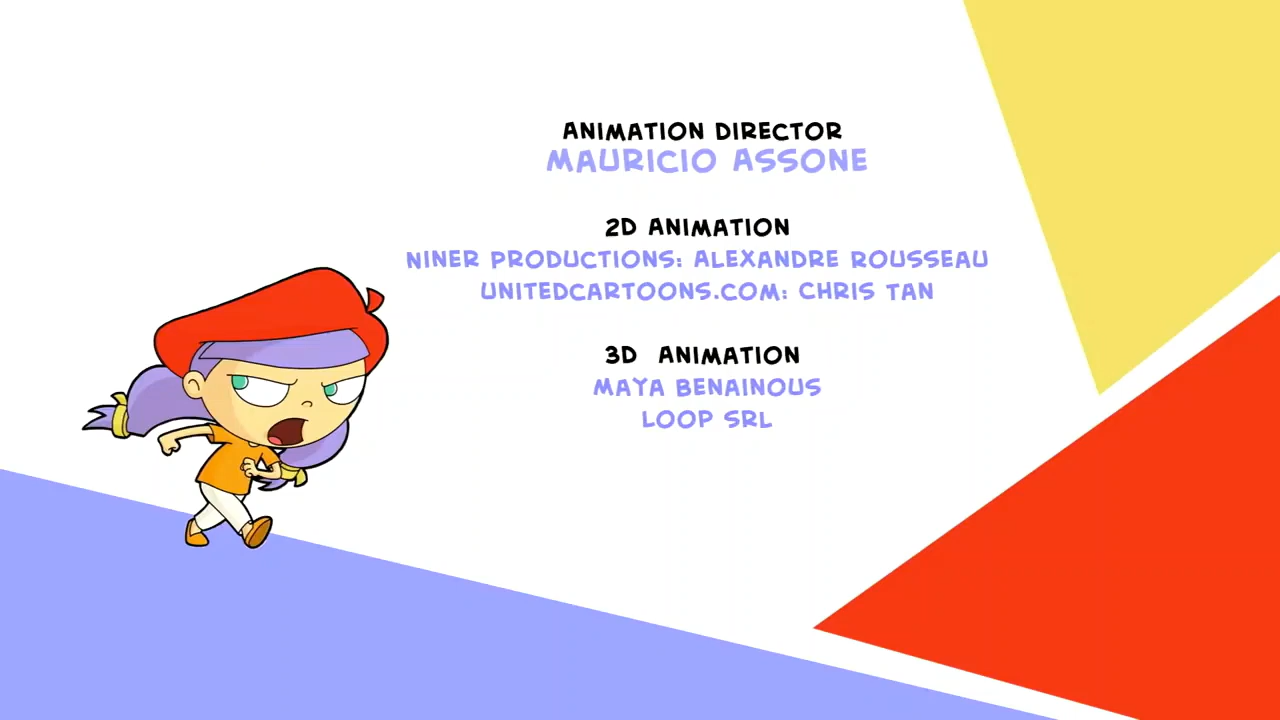 ANIMATION DIRECTOR
MAURICIO ASSONE
2D ANIMATION
NINER PRODUCTIONS: ALEXANDRE ROUSSEAU
UNITEDCARTOONS.COM: CHRIS TAN
3D ANIMATION
MAYA BENAINOUS
LOOP SRL